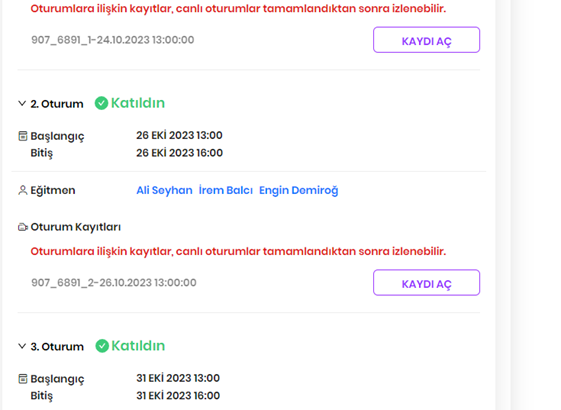 Oturumlara ilişkin kayıtlar, canlı oturumlar tamamlandıktan sonra izlenebilir.
907_6891_1-24.10.2023 13:00:00 KAYDI AÇ
2. Oturum Katıldın
Başlangıç 26 EKİ 2023 13:00
Bitiş 26 EKİ 2023 16:00
Eğitmen Ali Seyhan İrem Balcı Engin Demiroğ
Oturum Kayıtları
Oturumlara ilişkin kayıtlar, canlı oturumlar tamamlandıktan sonra izlenebilir.
907_6891_2-26.10.2023 13:00:00 KAYDI AÇ
3. Oturum Katıldın
Başlangıç 31 EKİ 2023 13:00
Bitiş 31 EKİ 2023 16:00